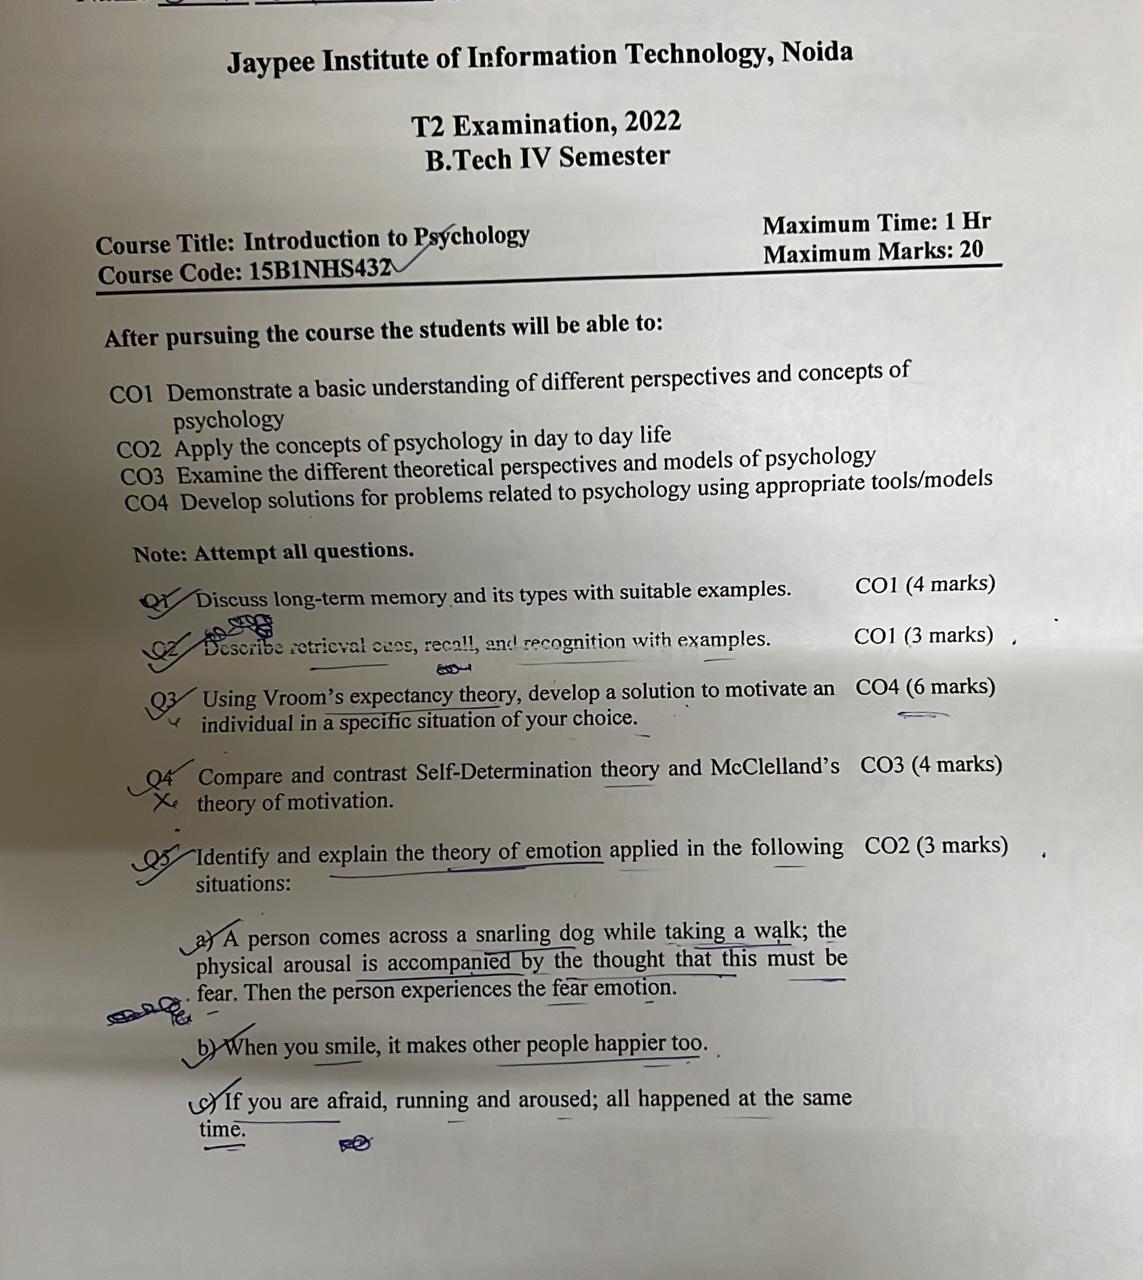 Jaypee Institute of Information Technology, Noida
T2 Examination, 2022
B.Tech IV Semester
Course Title: Introduction to Psychology
Maximum Time: 1 Hr
Course Code: 15B1NHS432
Maximum Marks: 20
After pursuing the course the students will be able to:
CO1 Demonstrate a basic understanding of different perspectives and concepts of
psychology
CO2 Apply the concepts of psychology in day to day life
CO3 Examine the different theoretical perspectives and models of psychology
CO4 Develop solutions for problems related to psychology using appropriate tools/models
Note: Attempt all questions.
Q1 Discuss long-term memory and its types with suitable examples. CO1 (4 marks)
Q2 Describe retrieval cues, recall, and recognition with examples. CO1 (3 marks)
Q3 Using Vroom's expectancy theory, develop a solution to motivate an CO4 (6 marks)
individual in a specific situation of your choice.
Q4 Compare and contrast Self-Determination theory and McClelland's CO3 (4 marks)
theory of motivation.
Q5 Identify and explain the theory of emotion applied in the following CO2 (3 marks)
situations:
a) A person comes across a snarling dog while taking a walk; the
physical arousal is accompanied by the thought that this must be
fear. Then the person experiences the fear emotion.
b) When you smile, it makes other people happier too.
c) If you are afraid, running and aroused; all happened at the same
time.